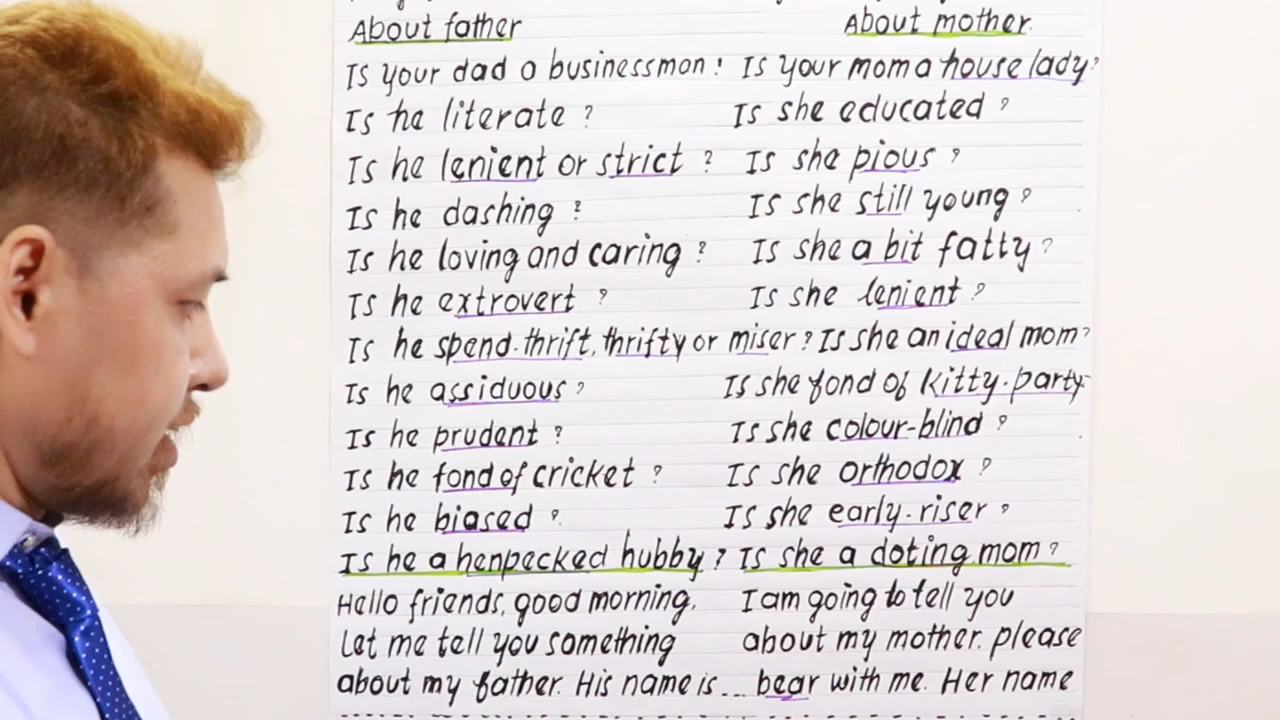 About father
Is your dad a businessman?
Is he literate?
Is he lenient or strict?
Is he dashing?
Is he loving and caring?
Is he extrovert?
Is he spend-thrift, thrifty or miser?
Is he assiduous?
Is he prudent?
Is he fond of cricket?
Is he biased?
Is he a henpecked hubby?
Hello friends, good morning.
Let me tell you something
about my father. His name is...
About mother.
Is your mom a house lady?
Is she educated?
Is she pious?
Is she still young?
Is she a bit fatty?
Is she lenient?
Is she an ideal mom?
Is she fond of kitty-party
Is she colour-blind?
Is she orthodox?
Is she early-riser?
Is she a doting mom?
I am going to tell you
about my mother. please
bear with me. Her name